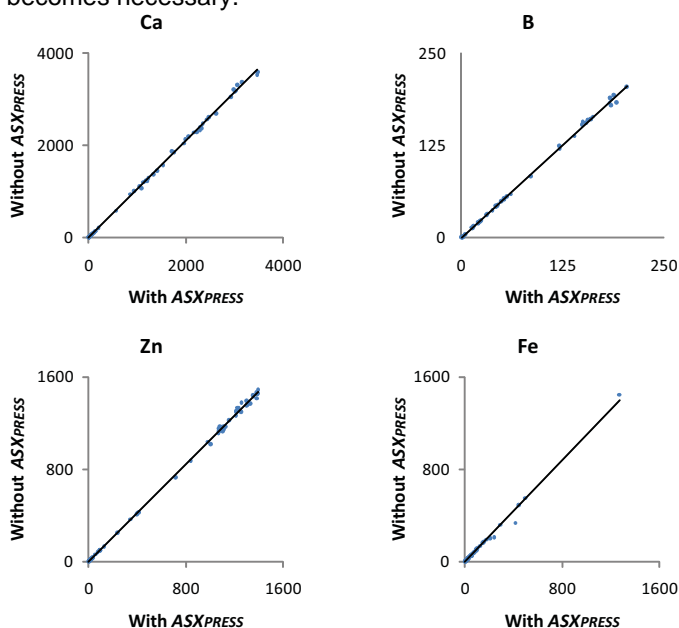 becomes necessary.
Ca
B
4000
2000
0
0
2000
4000
Without ASXPRESS
With ASXPRESS
250
125
0
0
125
250
Without ASXPRESS
With ASXPRESS
Zn
Fe
1600
800
0
0
800
1600
Without ASXPRESS
With ASXPRESS
1600
800
0
0
800
1600
Without ASXPRESS
With ASXPRESS